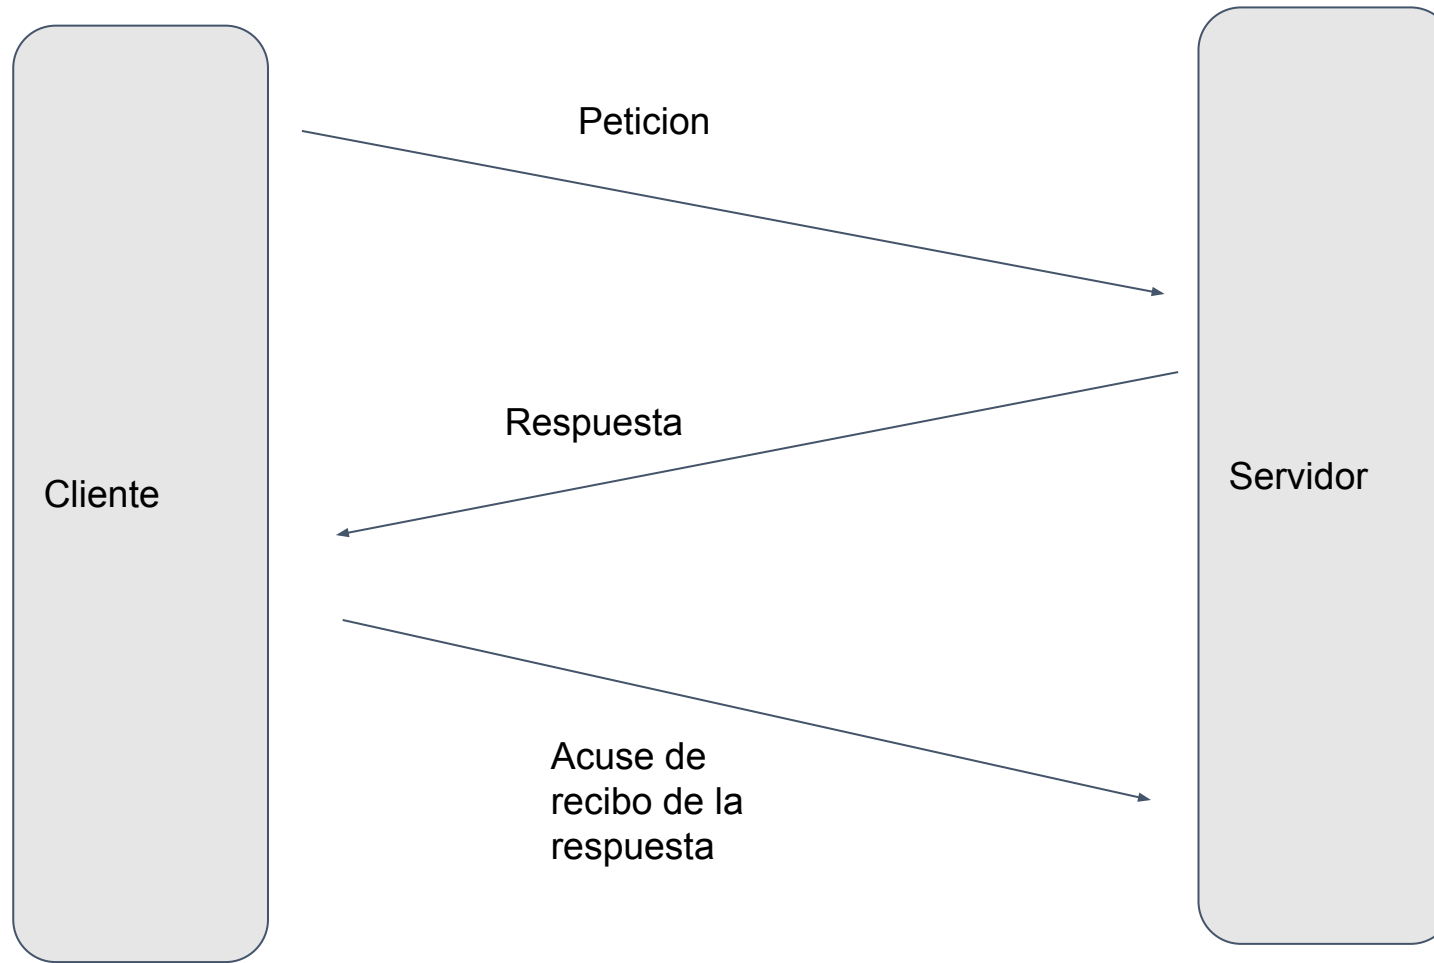 Peticion
Respuesta
Cliente
Servidor
Acuse de
recibo de la
respuesta